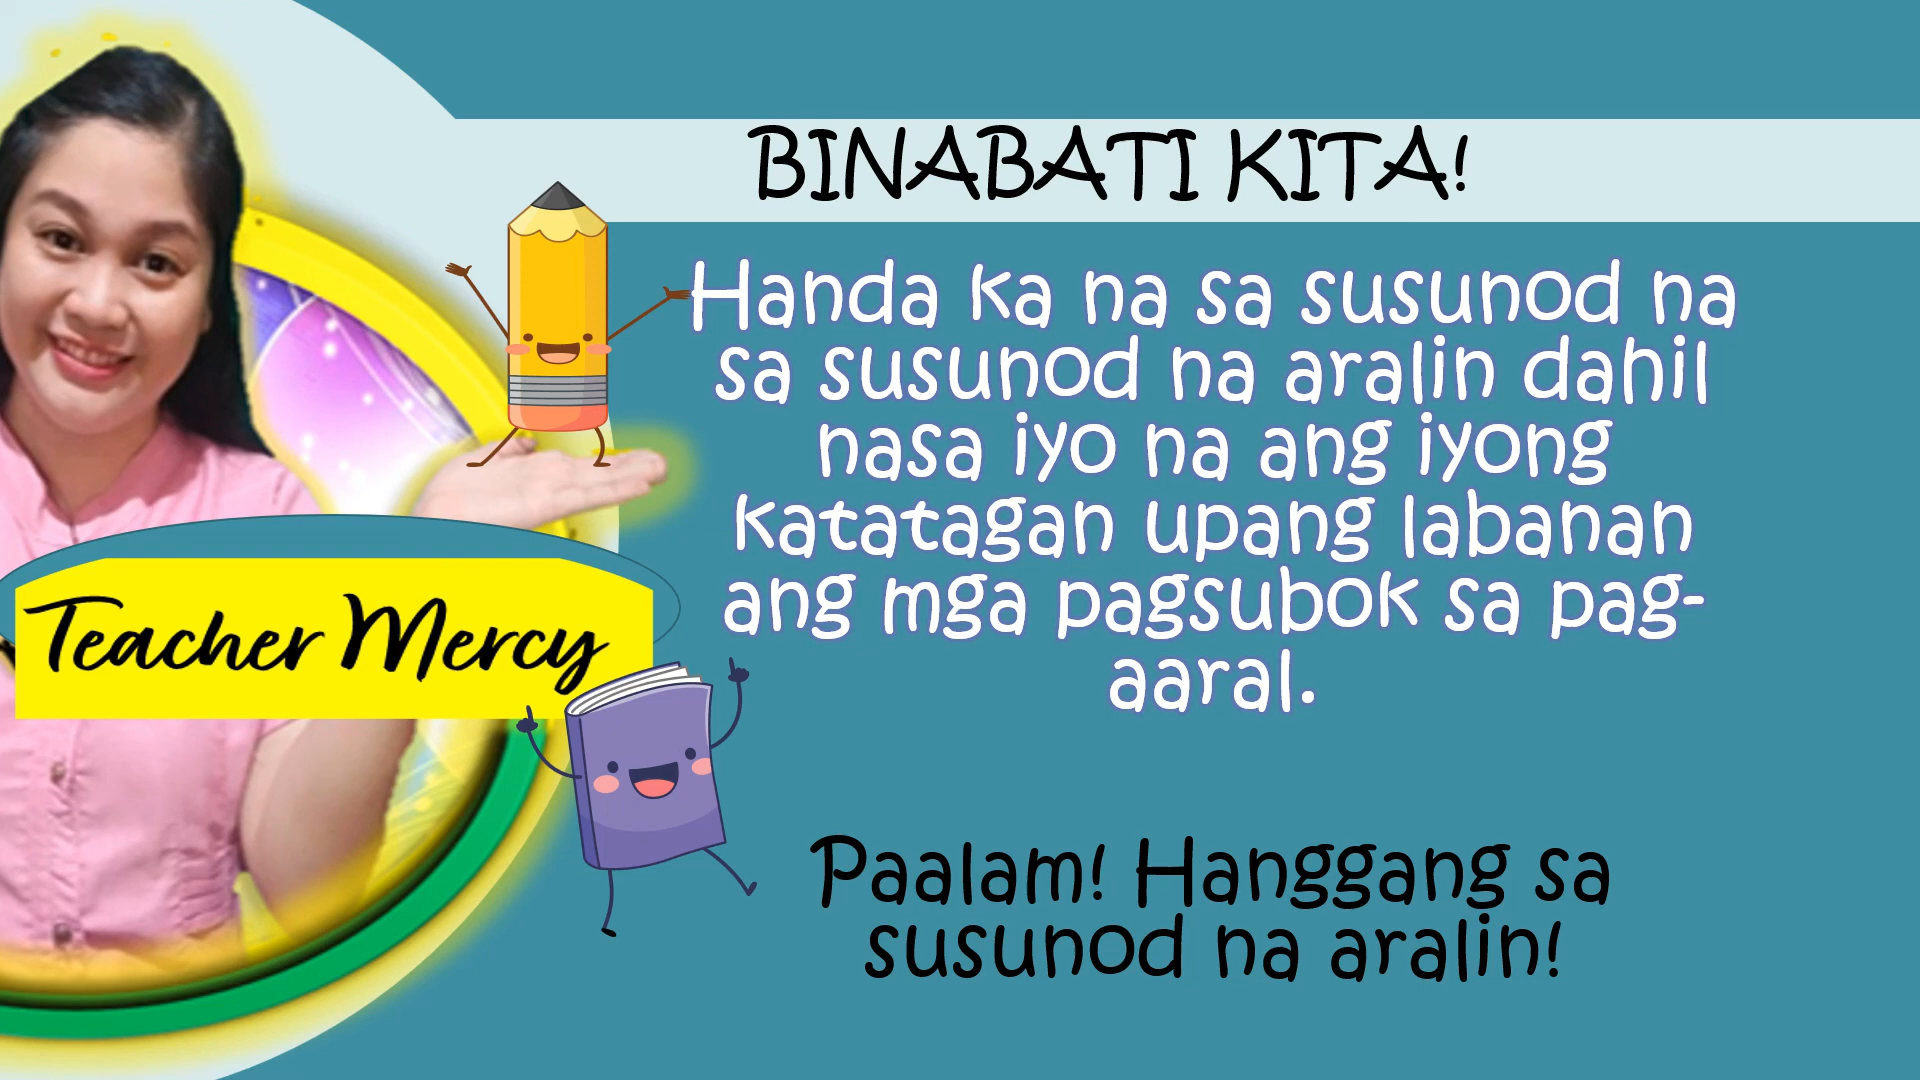 BINABATI KITA!
Handa ka na sa susunod na
sa susunod na aralin dahil
nasa iyo na ang iyong
katatagan upang labanan
ang mga pagsubok sa pag-
aaral.
Teacher Mercy
Paalam! Hanggang sa
susunod na aralin!